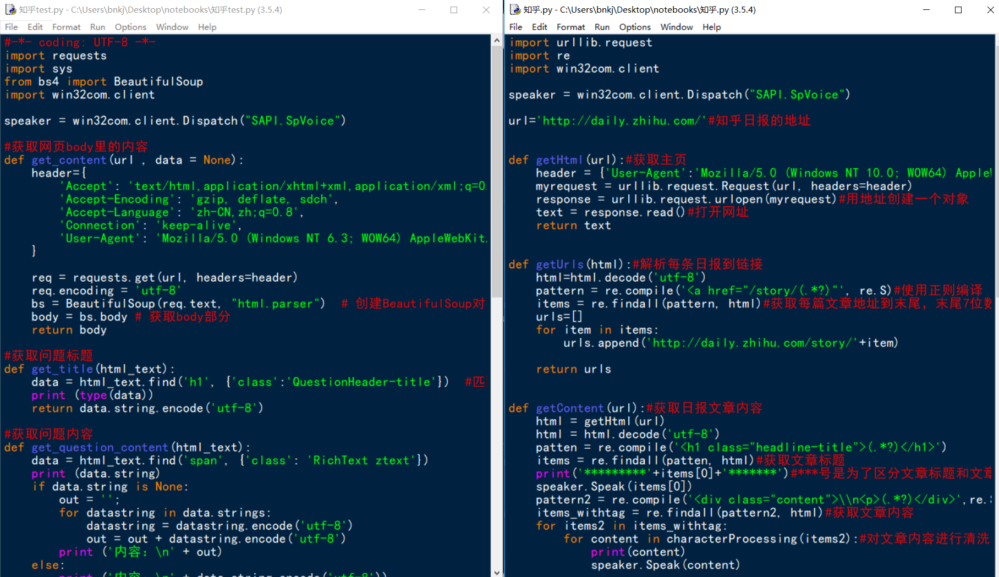 知乎test.py - C:\Users\bnkj\Desktop\notebooks\知乎test.py (3.5.4)
File Edit Format Run Options Window Help
#-*- coding: UTF-8 -*-
import requests
import sys
from bs4 import BeautifulSoup
import win32com.client

speaker = win32com.client.Dispatch("SAPI.SpVoice")

#获取网页body里的内容
def get_content(url , data = None):
    header={
        'Accept': 'text/html,application/xhtml+xml,application/xml;q=0.
        'Accept-Encoding': 'gzip, deflate, sdch',
        'Accept-Language': 'zh-CN,zh;q=0.8',
        'Connection': 'keep-alive',
        'User-Agent': 'Mozilla/5.0 (Windows NT 6.3; WOW64) AppleWebKit
    }

    req = requests.get(url, headers=header)
    req.encoding = 'utf-8'
    bs = BeautifulSoup(req.text, "html.parser")  # 创建BeautifulSoup对
    body = bs.body # 获取body部分
    return body

#获取问题标题
def get_title(html_text):
    data = html_text.find('h1', {'class':'QuestionHeader-title'})  #匹
    print (type(data))
    return data.string.encode('utf-8')

#获取问题内容
def get_question_content(html_text):
    data = html_text.find('span', {'class': 'RichText ztext'})
    print (data.string)
    if data.string is None:
        out = '';
        for datastring in data.strings:
            datastring = datastring.encode('utf-8')
            out = out + datastring.encode('utf-8')
        print ('内容：\n' + out)
    else:
        print ('内容：\n' + data.string.encode('utf-8'))
知乎.py - C:\Users\bnkj\Desktop\notebooks\知乎.py (3.5.4)
File Edit Format Run Options Window Help
import urllib.request
import re
import win32com.client

speaker = win32com.client.Dispatch("SAPI.SpVoice")

url='http://daily.zhihu.com/'#知乎日报的地址

def getHtml(url):#获取主页
    header = {'User-Agent':'Mozilla/5.0 (Windows NT 10.0; WOW64) Apple
    myrequest = urllib.request.Request(url, headers=header)
    response = urllib.request.urlopen(myrequest)#用地址创建一个对象
    text = response.read()#打开网址
    return text

def getUrls(html):#解析每条日报到链接
    html=html.decode('utf-8')
    pattern = re.compile('<a href="/story/(.*?)"', re.S)#使用正则编译
    items = re.findall(pattern, html)#获取每篇文章地址到末尾，末尾7位数
    urls=[]
    for item in items:
        urls.append('http://daily.zhihu.com/story/'+item)

    return urls

def getContent(url):#获取日报文章内容
    html = getHtml(url)
    html = html.decode('utf-8')
    patten = re.compile('<h1 class="headline-title">(.*?)</h1>')
    items = re.findall(patten, html)#获取文章标题
    print('*********'+items[0]+'*******')#***号是为了区分文章标题和文章
    speaker.Speak(items[0])
    pattern2 = re.compile('<div class="content">\\n<p>(.*?)</div>',re.
    items_withtag = re.findall(pattern2, html)#获取文章内容
    for items2 in items_withtag:
        for content in characterProcessing(items2):#对文章内容进行清洗
            print(content)
            speaker.Speak(content)